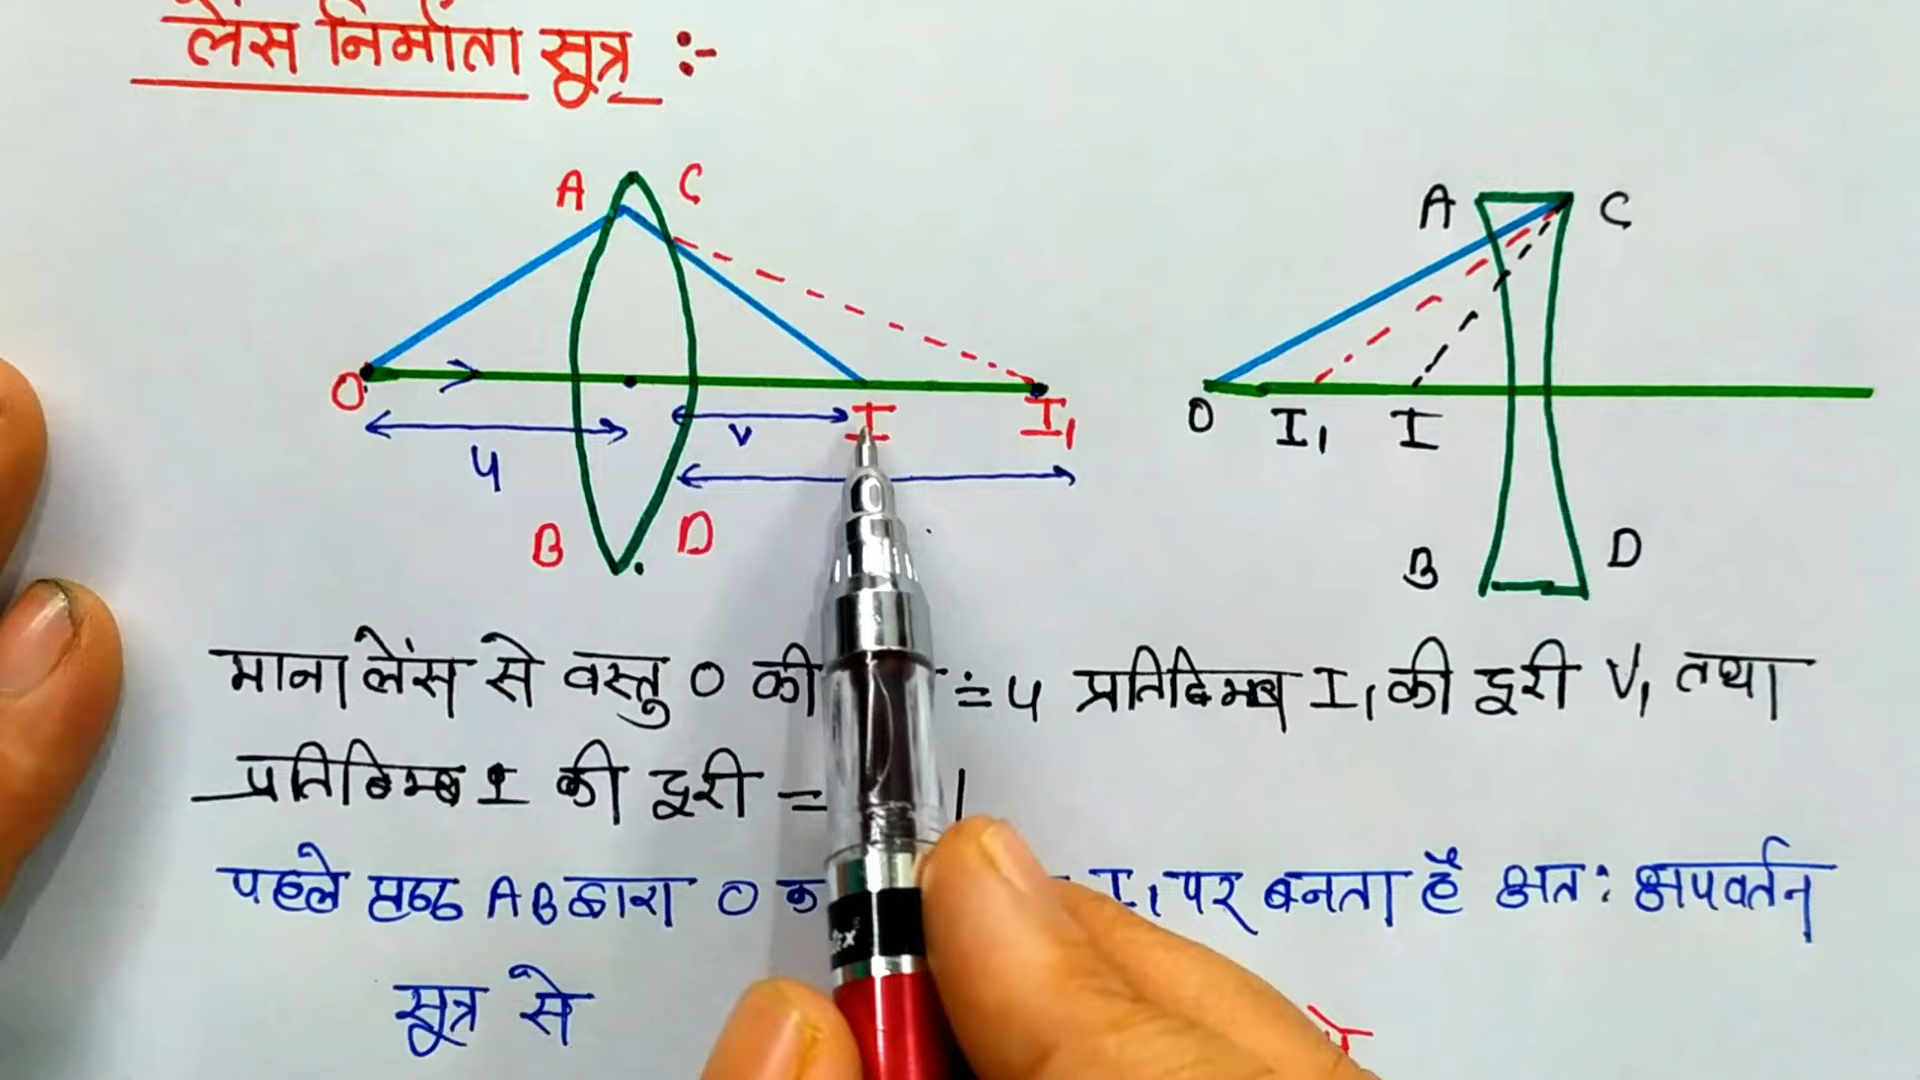 लेंस निर्माता सूत्र :-
A C
O I I₁
u v
B D
A C
O I₁ I
B D
माना लेंस से वस्तु O की = u प्रतिबिम्ब I₁ की दूरी V₁ तथा
प्रतिबिम्ब I की दूरी =
पहले पृष्ठ AB द्वारा O I₁ पर बनता है अत: अपवर्तन
सूत्र से